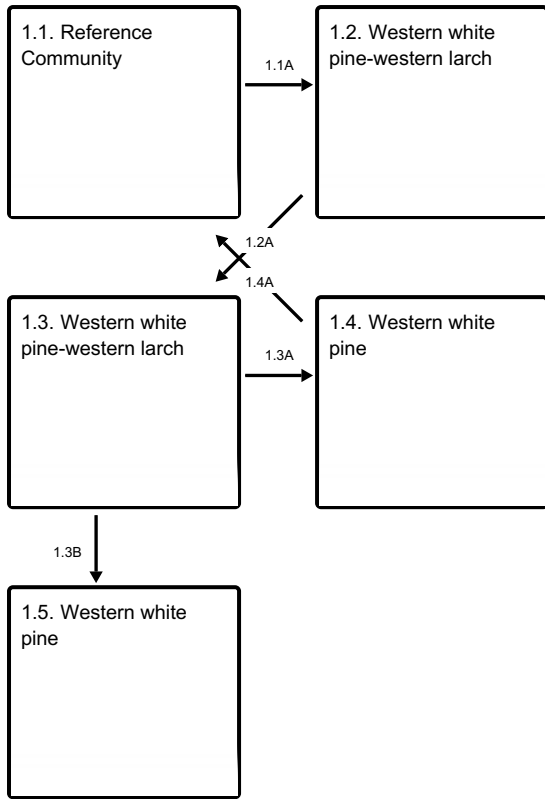 1.1. Reference
Community
1.1A
1.2. Western white
pine-western larch
1.2A
1.4A
1.3. Western white
pine-western larch
1.3A
1.4. Western white
pine
1.3B
1.5. Western white
pine